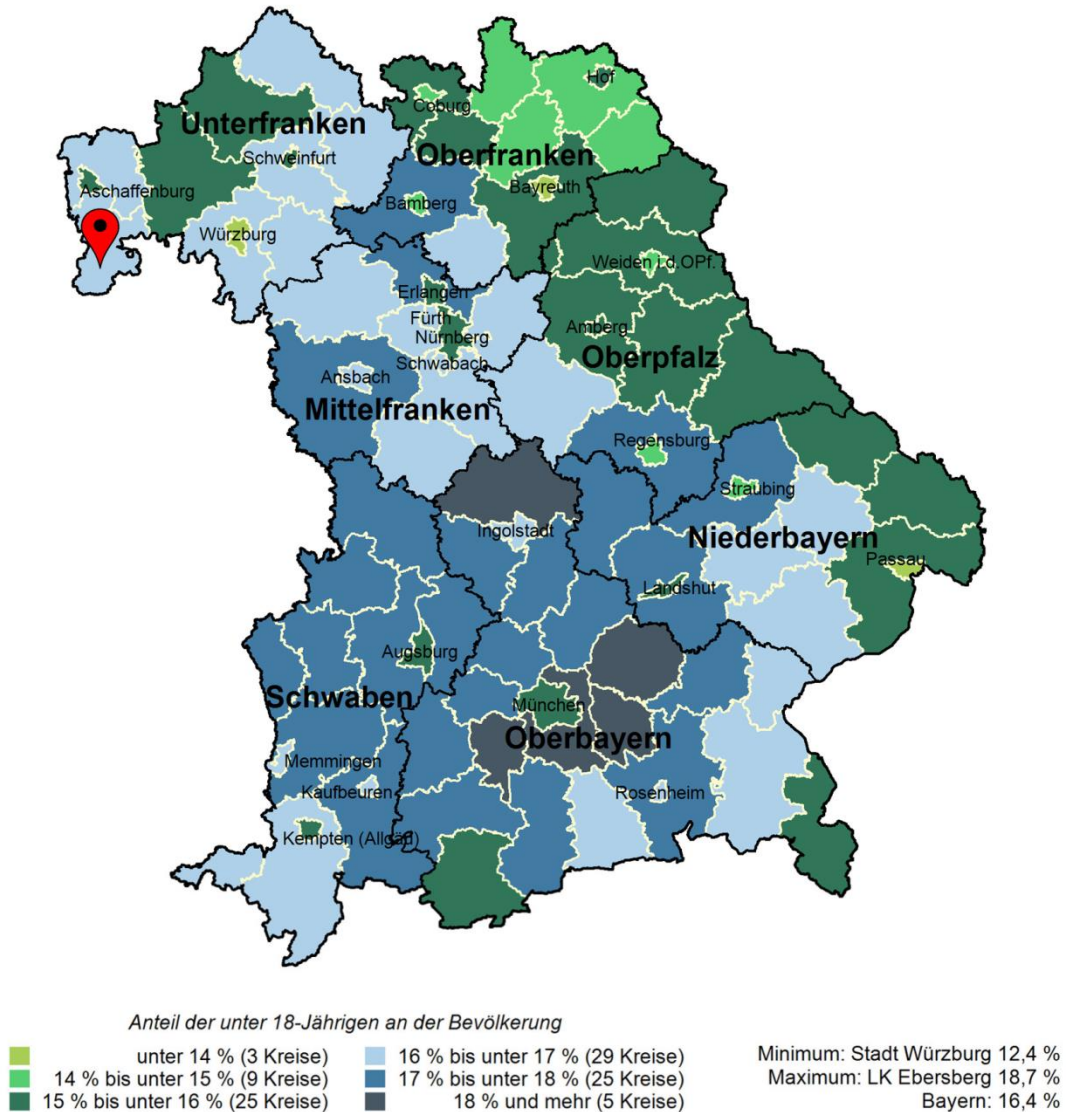 Hof
Coburg
Unterfranken
Schweinfurt
Oberfranken
Aschaffenburg
Bayreuth
Bamberg
Würzburg
Weiden i.d.OPf.
Erlangen
Fürth
Amberg
Nürnberg
Oberpfalz
Schwabach
Ansbach
Mittelfranken
Regensburg
Straubing
Ingolstadt
Niederbayern
Passau
Landshut
Augsburg
Schwaben
München
Oberbayern
Memmingen
Kaufbeuren
Rosenheim
Kempten (Allgäu)
Anteil der unter 18-Jährigen an der Bevölkerung
unter 14 % (3 Kreise)
14 % bis unter 15 % (9 Kreise)
15 % bis unter 16 % (25 Kreise)
16 % bis unter 17 % (29 Kreise)
17 % bis unter 18 % (25 Kreise)
18 % und mehr (5 Kreise)
Minimum: Stadt Würzburg 12,4 %
Maximum: LK Ebersberg 18,7 %
Bayern: 16,4 %